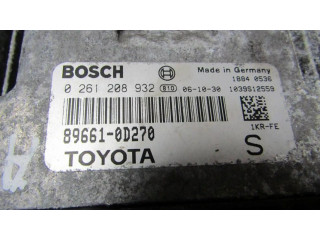 BOSCH
Made in Germany
1884 0536
0 261 208 932 B10 06-10-30 1039S12559
1KR-FE
89661-0D270
TOYOTA S
A